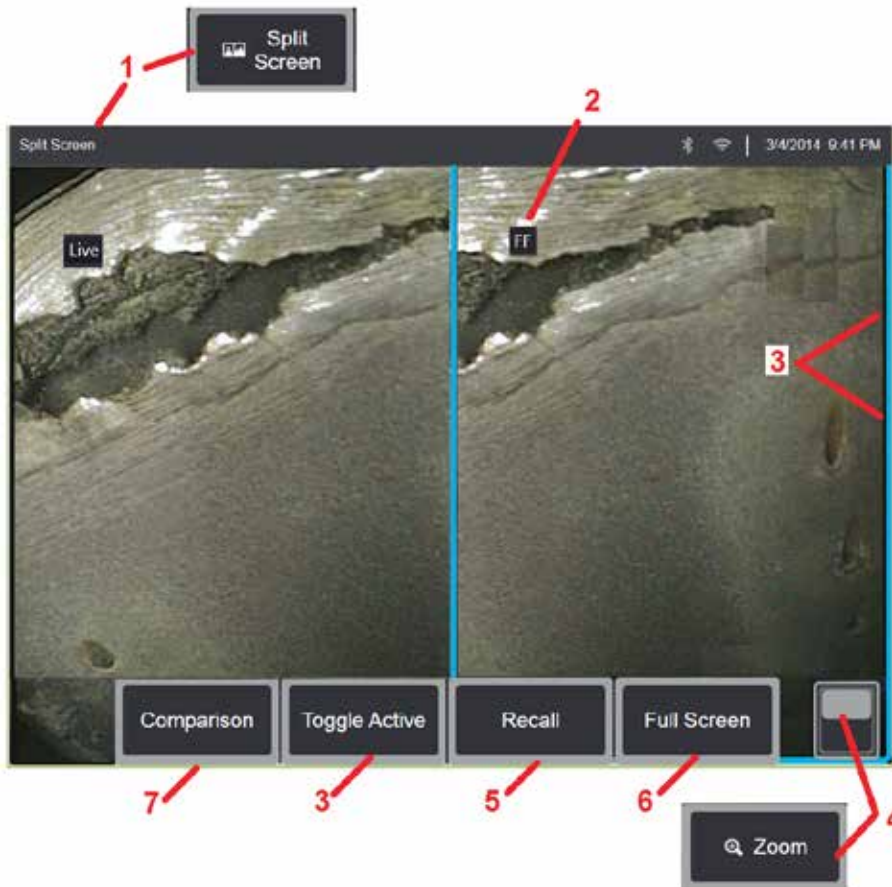 Split
Screen
1
2
Split Screen
3/4/2014 9:41 PM
Live
FF
3
Comparison
Toggle Active
Recall
Full Screen
7
3
5
6
4
Zoom